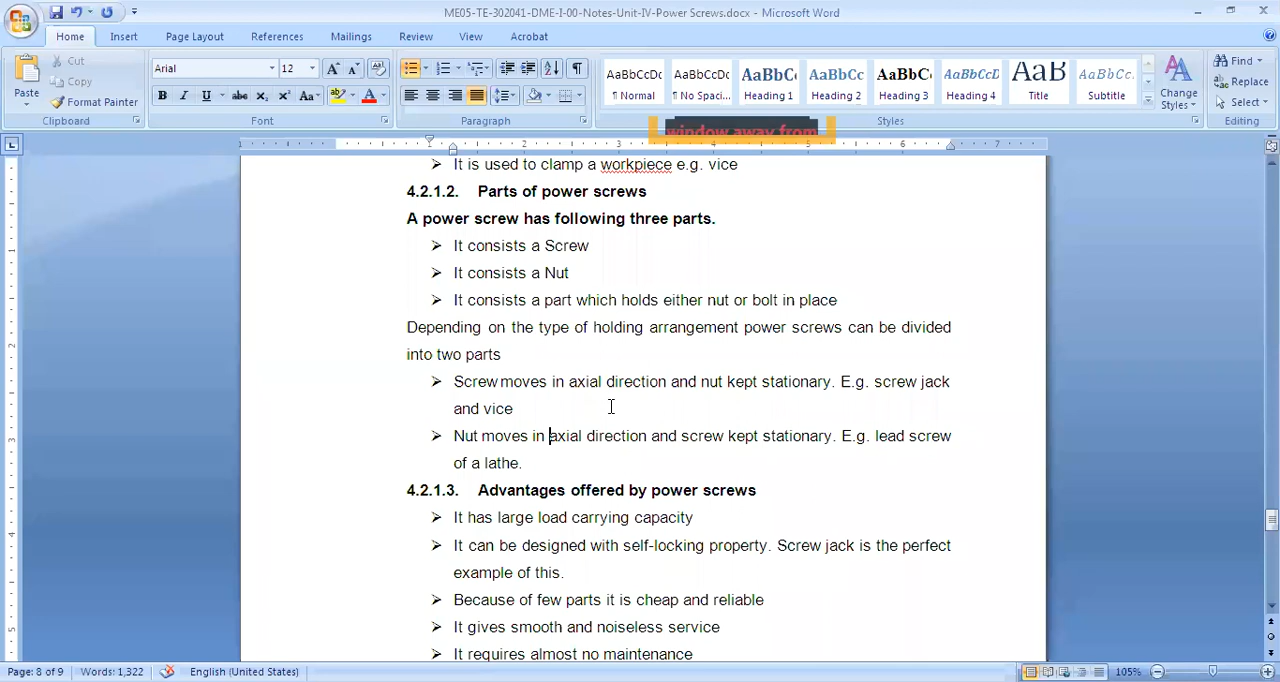 ME05-TE-302041-DME-I-00-Notes-Unit-IV-Power Screws.docx - Microsoft Word
Home Insert Page Layout References Mailings Review View Acrobat
Paste
Cut
Copy
Format Painter
Clipboard
Arial 12
Font
Paragraph
AaBbCcDc AaBbCcDc AaBbC AaBbCc AaBbCc AaBbCcD AaB AaBbCcD
¶ Normal ¶ No Spaci... Heading 1 Heading 2 Heading 3 Heading 4 Title Subtitle
Change Styles
Styles
Find
Replace
Select
Editing
window away from
➢ It is used to clamp a workpiece e.g. vice
4.2.1.2. Parts of power screws
A power screw has following three parts.
➢ It consists a Screw
➢ It consists a Nut
➢ It consists a part which holds either nut or bolt in place
Depending on the type of holding arrangement power screws can be divided
into two parts
➢ Screw moves in axial direction and nut kept stationary. E.g. screw jack
and vice
➢ Nut moves in axial direction and screw kept stationary. E.g. lead screw
of a lathe.
4.2.1.3. Advantages offered by power screws
➢ It has large load carrying capacity
➢ It can be designed with self-locking property. Screw jack is the perfect
example of this.
➢ Because of few parts it is cheap and reliable
➢ It gives smooth and noiseless service
➢ It requires almost no maintenance
Page: 8 of 9 Words: 1,322 English (United States) 105%